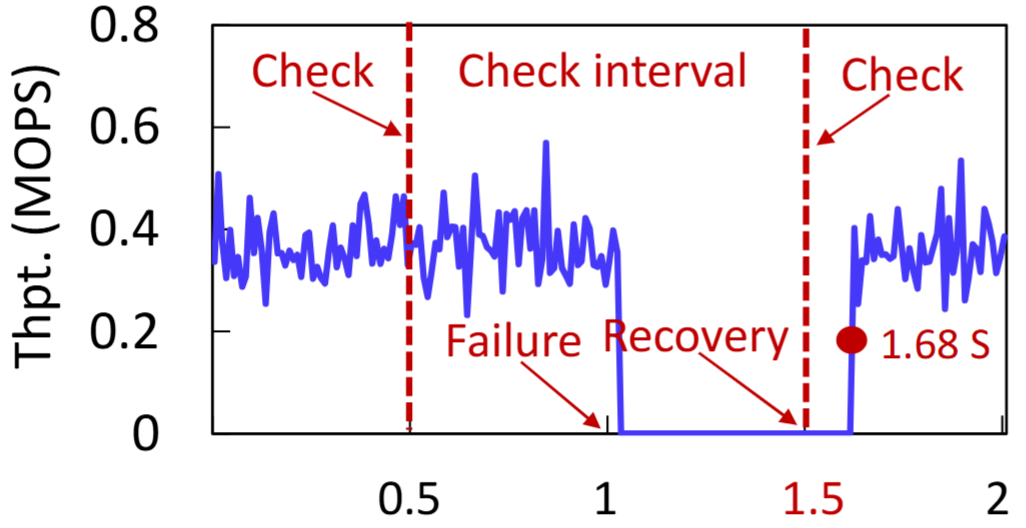 0.8
Check
Check interval
Check
0.6
Thpt. (MOPS)
0.4
0.2
Failure
Recovery
1.68 S
0
0.5
1
1.5
2